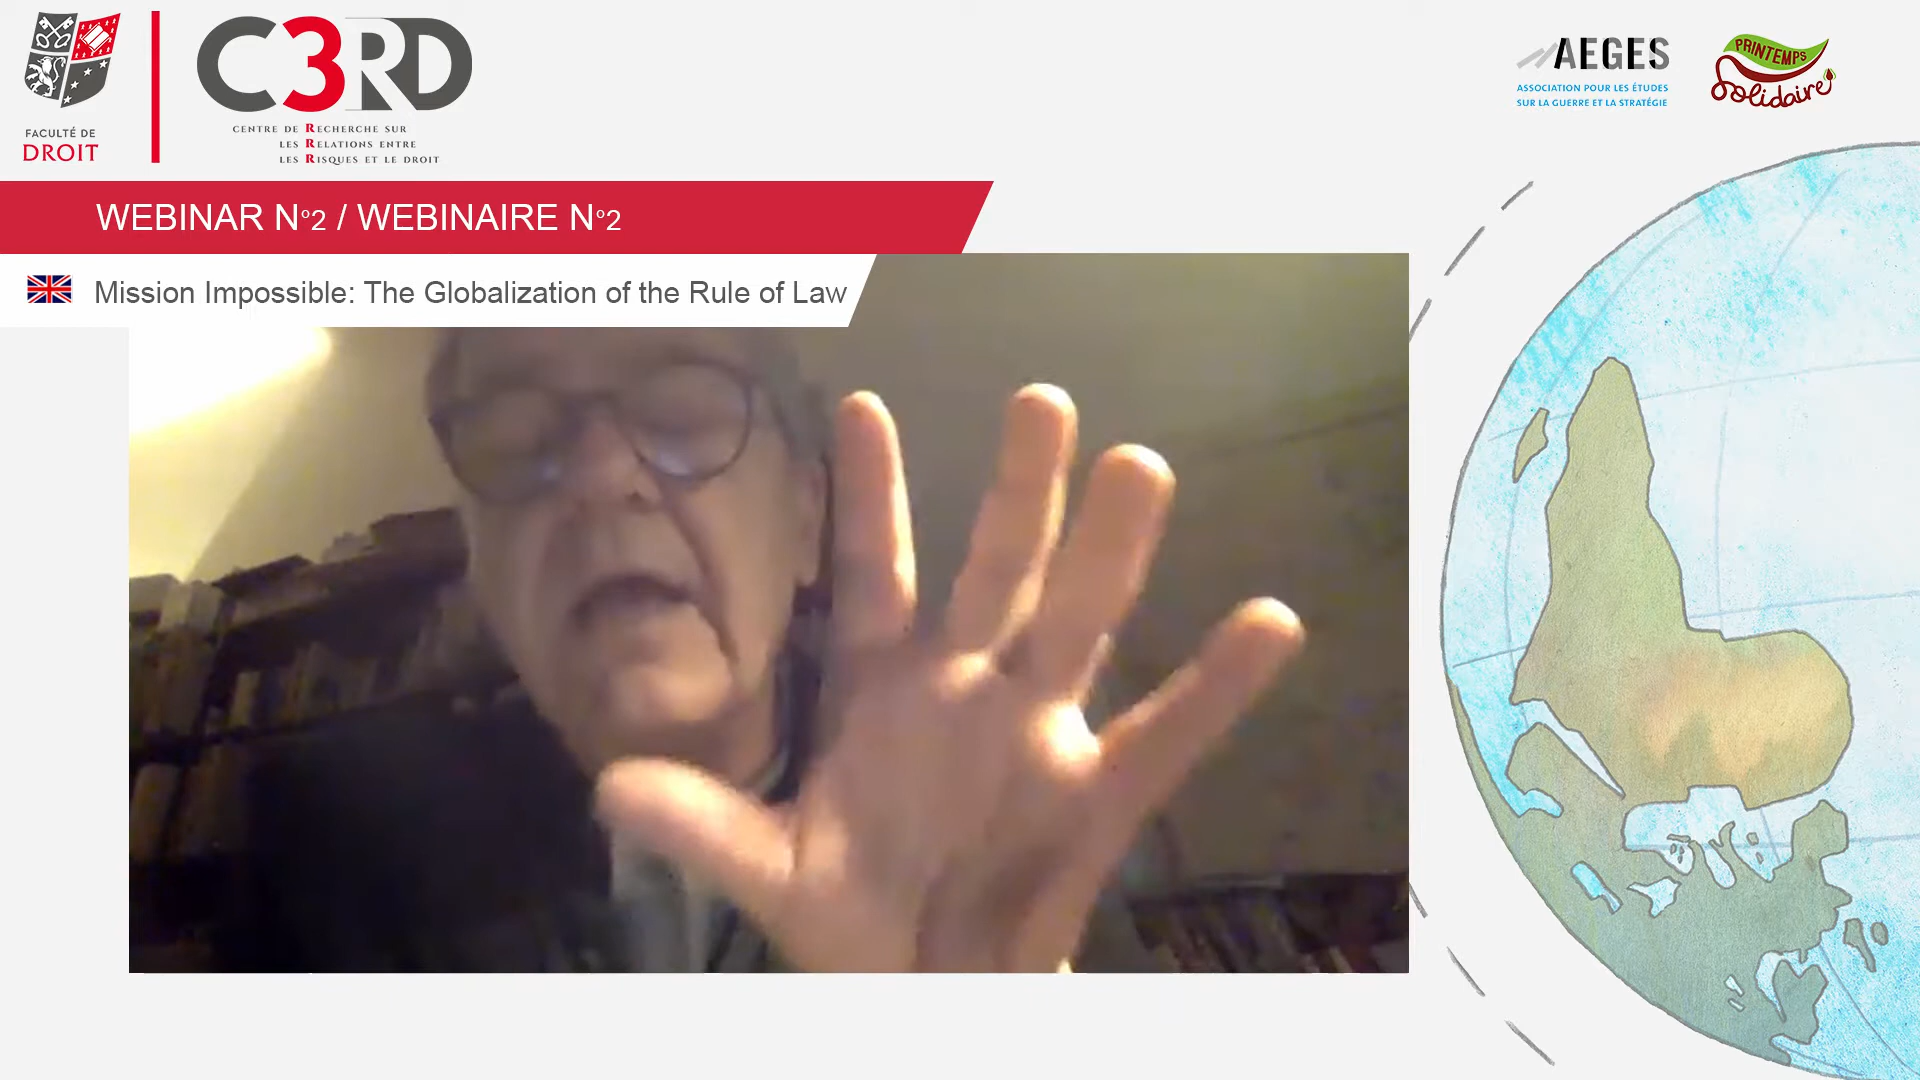 FACULTÉ DE
DROIT
C3RD
CENTRE DE RECHERCHE SUR
LES RELATIONS ENTRE
LES RISQUES ET LE DROIT
AEGES
ASSOCIATION POUR LES ÉTUDES
SUR LA GUERRE ET LA STRATÉGIE
PRINTEMPS
Solidaire
WEBINAR N°2 / WEBINAIRE N°2
Mission Impossible: The Globalization of the Rule of Law